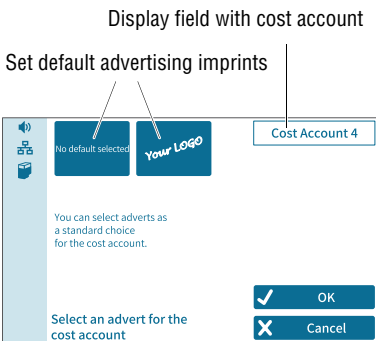 Display field with cost account
Set default advertising imprints
No default selected
Your LOGO
Cost Account 4
You can select adverts as
a standard choice
for the cost account.
OK
Select an advert for the
cost account
Cancel